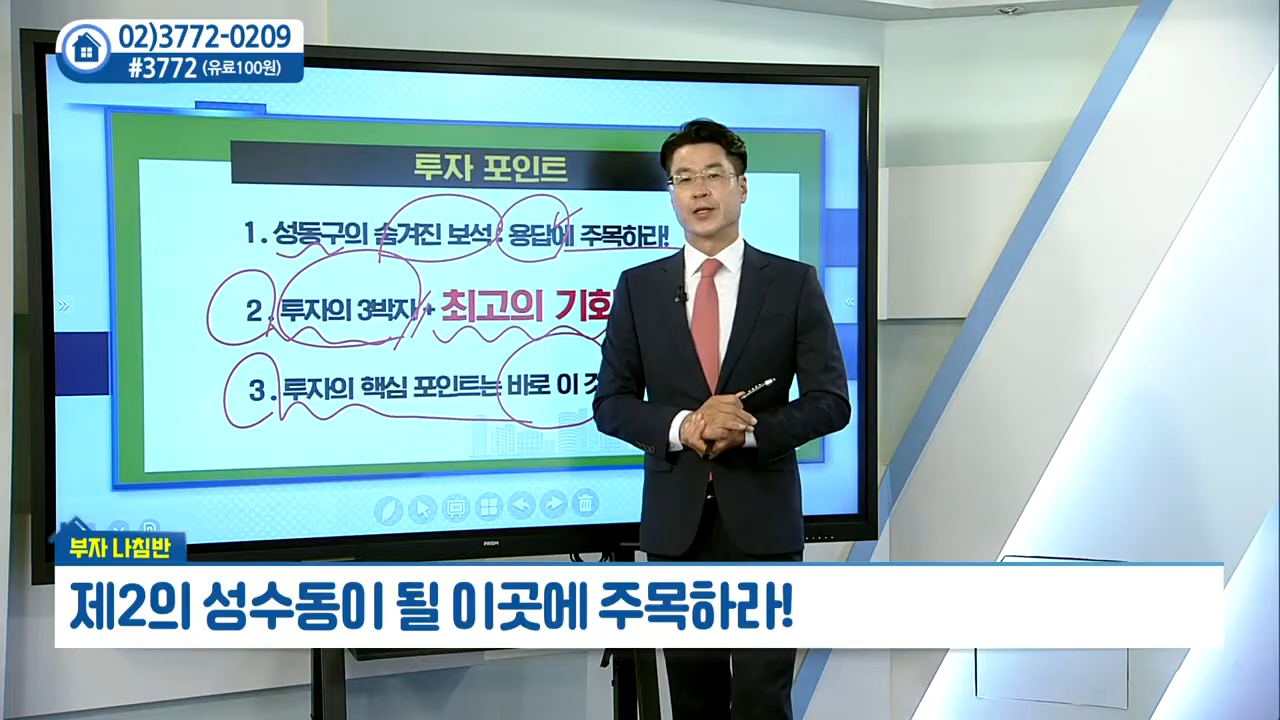 02)3772-0209
#3772 (유료100원)
투자 포인트
1. 성동구의 숨겨진 보석! 응답에 주목하라!
2. 투자의 3박자 + 최고의 기회
3. 투자의 핵심 포인트는 바로 이
PRISM
부자 나침반
제2의 성수동이 될 이곳에 주목하라!